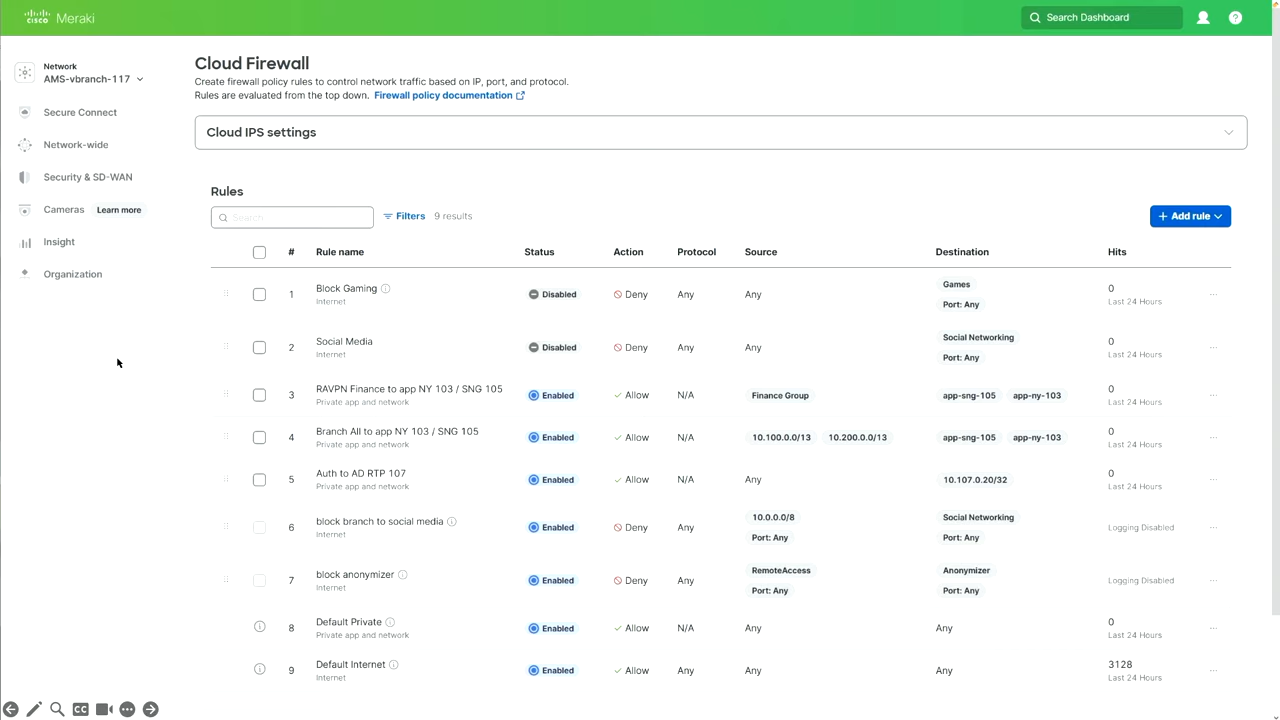 CISCO Meraki
Search Dashboard
Network
AMS-vbranch-117
Secure Connect
Network-wide
Security & SD-WAN
Cameras Learn more
Insight
Organization
Cloud Firewall
Create firewall policy rules to control network traffic based on IP, port, and protocol.
Rules are evaluated from the top down. Firewall policy documentation
Cloud IPS settings
Rules
Search
Filters 9 results
+ Add rule
# Rule name Status Action Protocol Source Destination Hits
1 Block Gaming Disabled Deny Any Any Games 0
Internet Port: Any Last 24 Hours
2 Social Media Disabled Deny Any Any Social Networking 0
Internet Port: Any Last 24 Hours
3 RAVPN Finance to app NY 103 / SNG 105 Enabled Allow N/A Finance Group app-sng-105 app-ny-103 0
Private app and network Last 24 Hours
4 Branch All to app NY 103 / SNG 105 Enabled Allow N/A 10.100.0.0/13 10.200.0.0/13 app-sng-105 app-ny-103 0
Private app and network Last 24 Hours
5 Auth to AD RTP 107 Enabled Allow N/A Any 10.107.0.20/32 0
Private app and network Last 24 Hours
6 block branch to social media Enabled Deny Any 10.0.0.0/8 Social Networking Logging Disabled
Internet Port: Any Port: Any
7 block anonymizer Enabled Deny Any RemoteAccess Anonymizer Logging Disabled
Internet Port: Any Port: Any
8 Default Private Enabled Allow N/A Any Any 0
Private app and network Last 24 Hours
9 Default Internet Enabled Allow Any Any Any 3128
Internet Last 24 Hours
CC